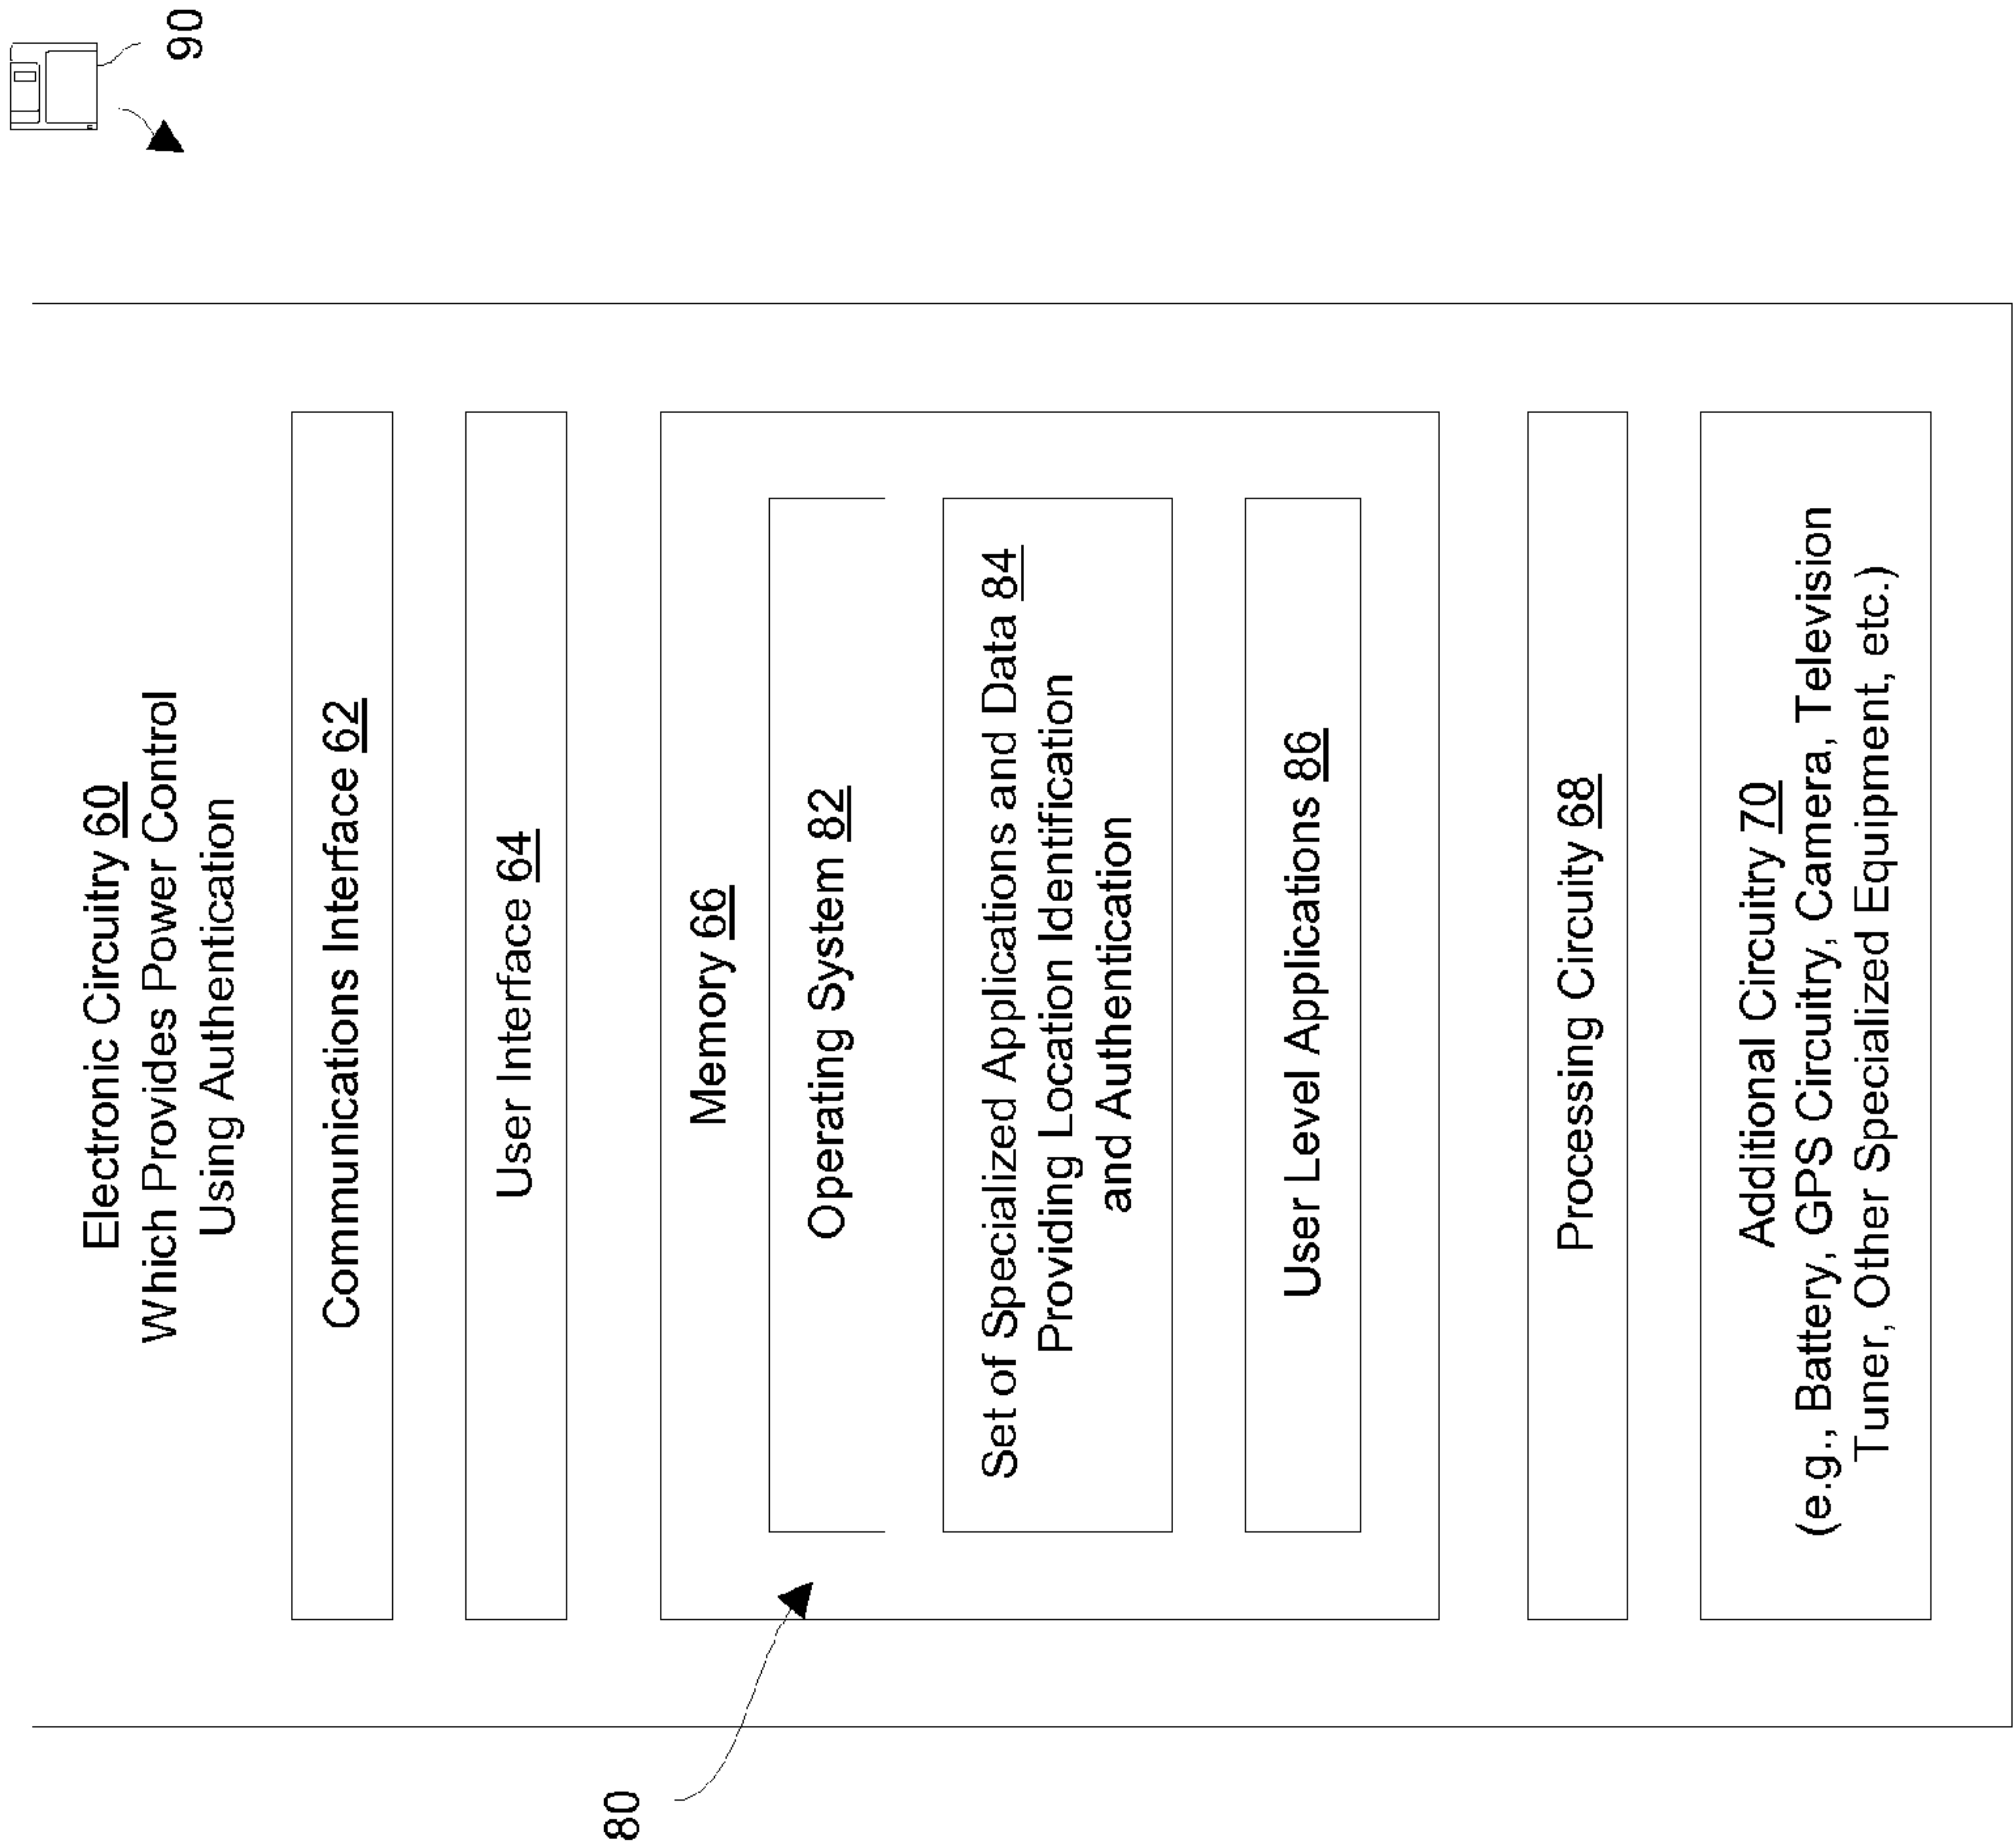 90
Electronic Circuitry 60
Which Provides Power Control
Using Authentication
Communications Interface 62
User Interface 64
Memory 66
80
Operating System 82
Set of Specialized Applications and Data 84
Providing Location Identification
and Authentication
User Level Applications 86
Processing Circuity 68
Additional Circuitry 70
(e.g., Battery, GPS Circuitry, Camera, Television
Tuner, Other Specialized Equipment, etc.)